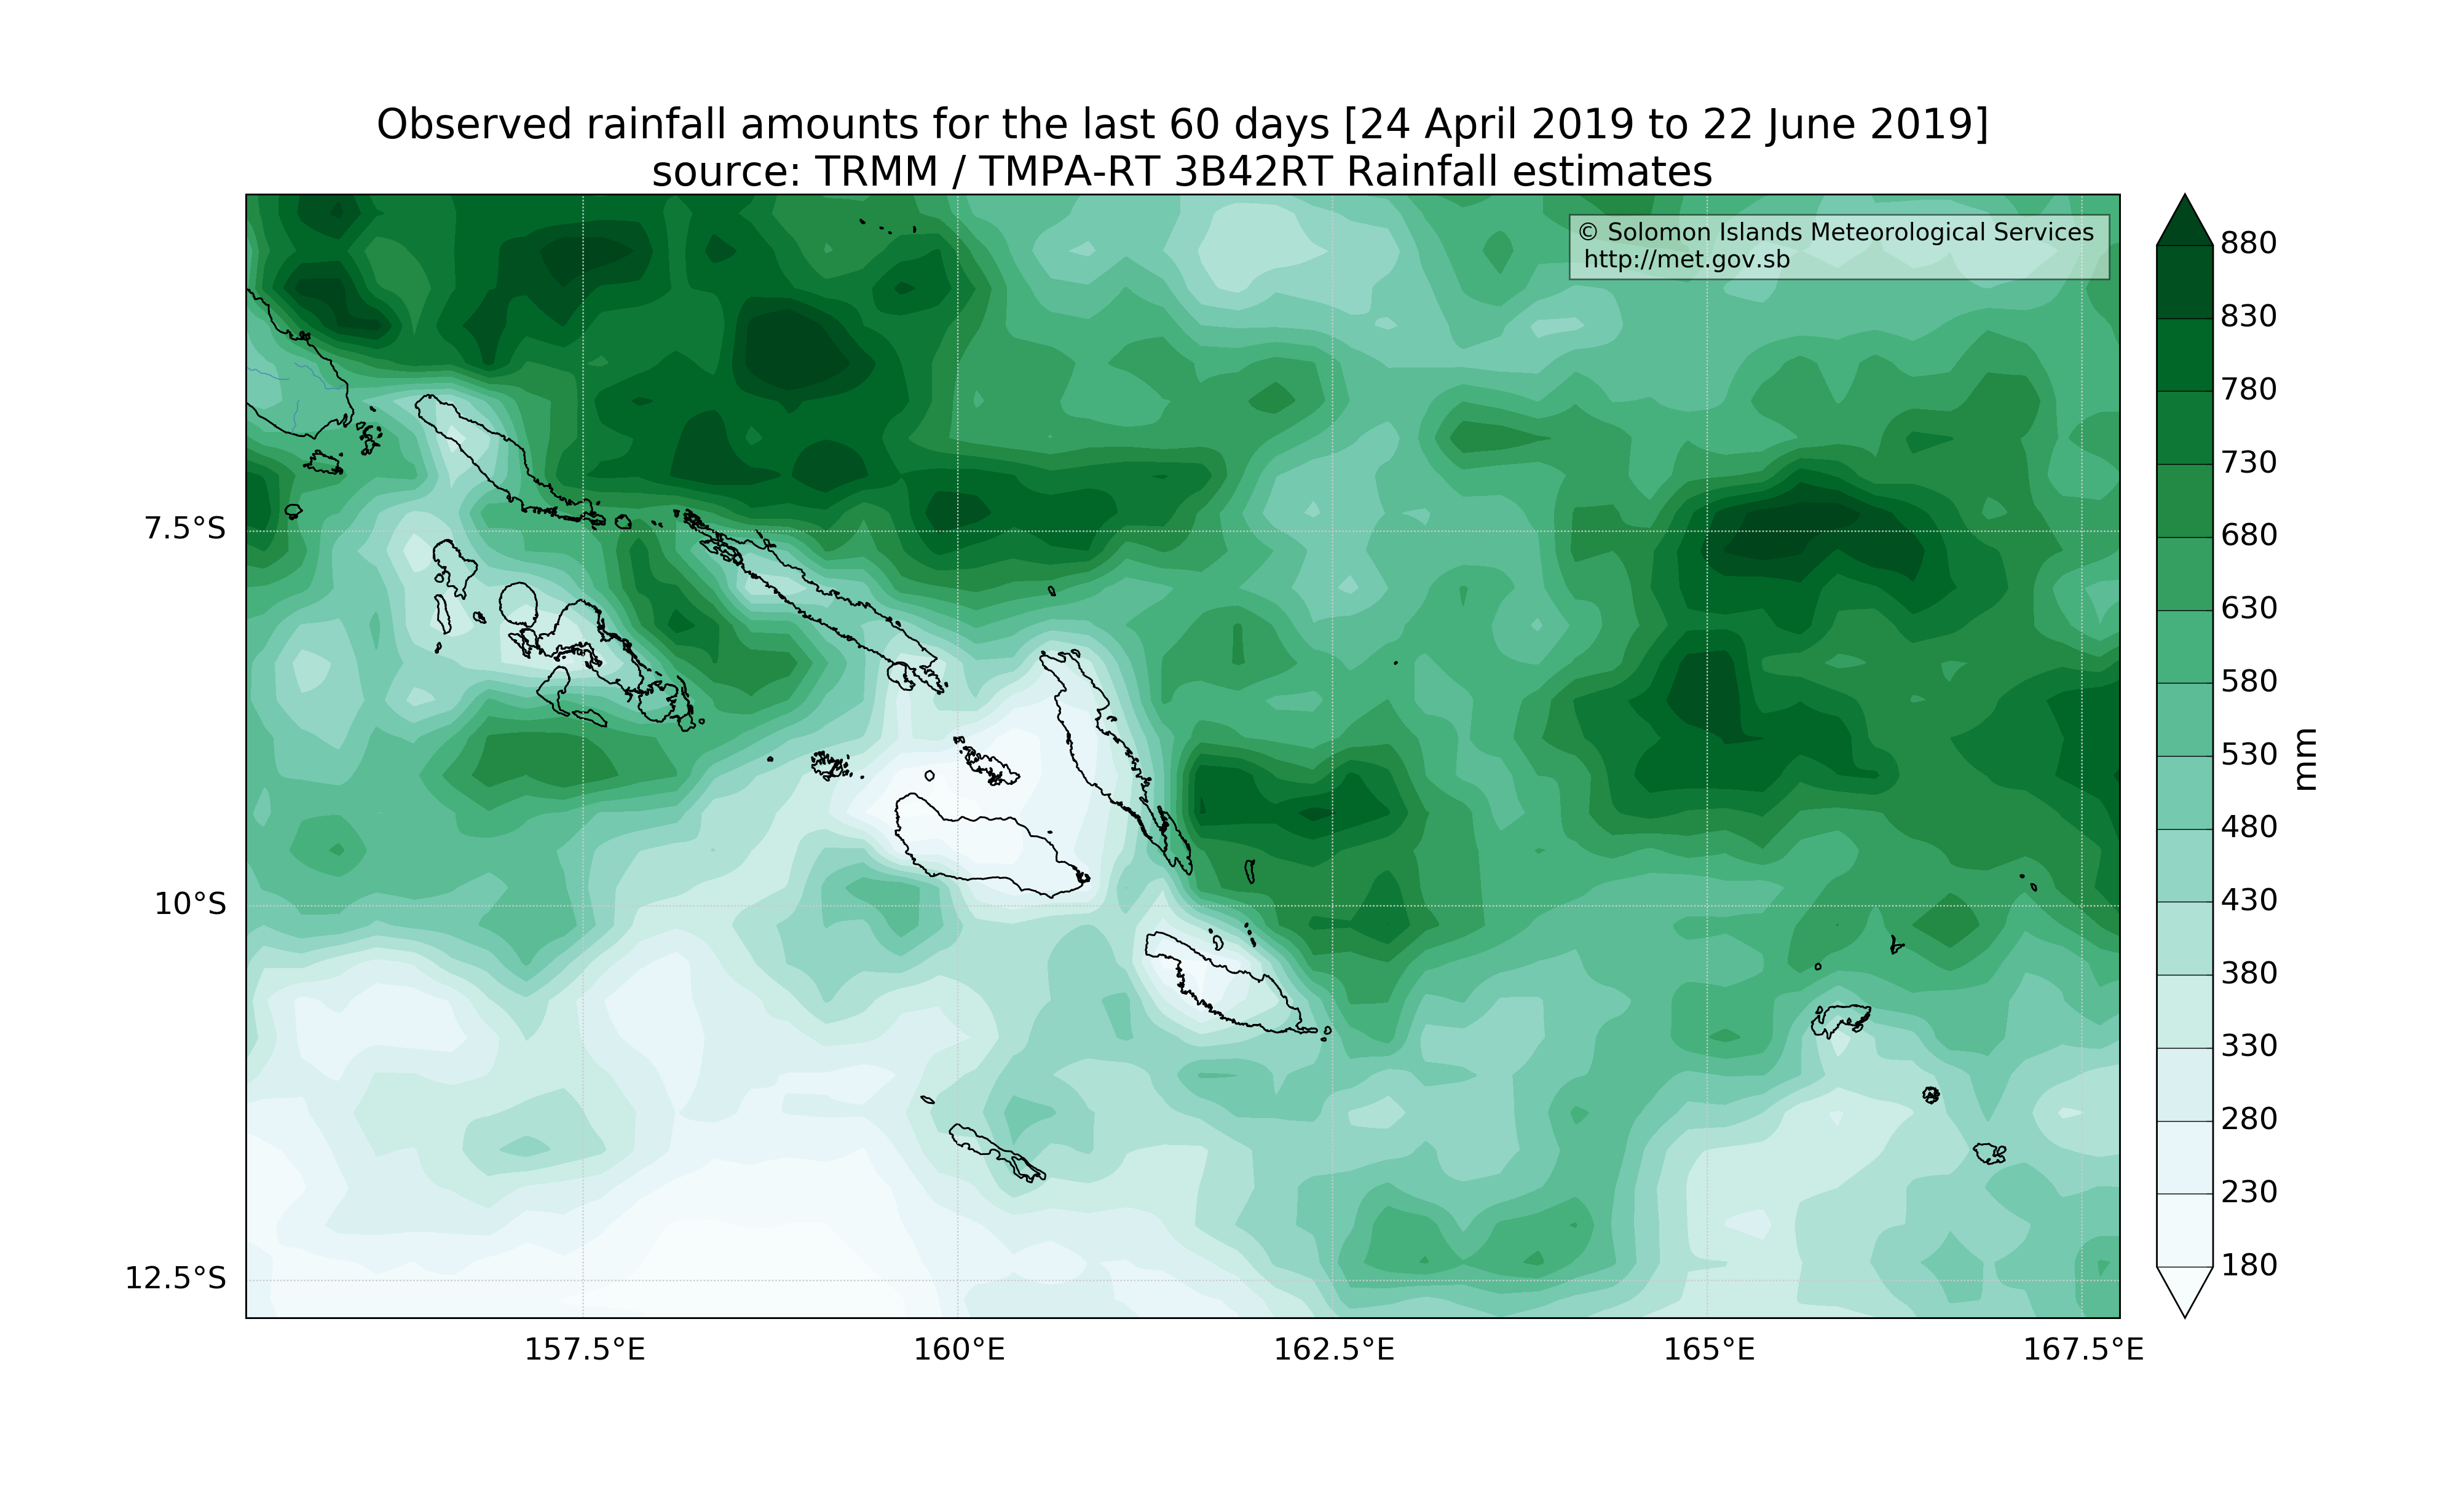 Observed rainfall amounts for the last 60 days [24 April 2019 to 22 June 2019]
source: TRMM / TMPA-RT 3B42RT Rainfall estimates
© Solomon Islands Meteorological Services
http://met.gov.sb
7.5°S
10°S
12.5°S
157.5°E
160°E
162.5°E
165°E
167.5°E
880
830
780
730
680
630
580
530
480
430
380
330
280
230
180
mm